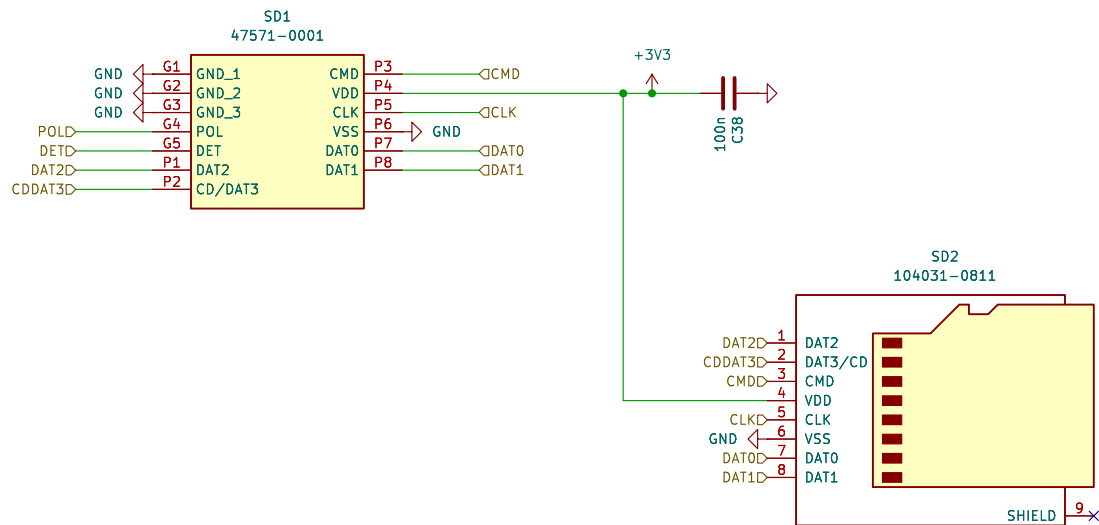 SD1
47571-0001
GND G1 GND_1 CMD P3 CMD
GND G2 GND_2 VDD P4
GND G3 GND_3 CLK P5 CLK
POL G4 POL VSS P6 GND
DET G5 DET DAT0 P7 DAT0
DAT2 P1 DAT2 DAT1 P8 DAT1
CDDAT3 P2 CD/DAT3
+3V3
100n
C38
SD2
104031-0811
DAT2 1 DAT2
CDDAT3 2 DAT3/CD
CMD 3 CMD
4 VDD
CLK 5 CLK
GND 6 VSS
DAT0 7 DAT0
DAT1 8 DAT1
SHIELD 9